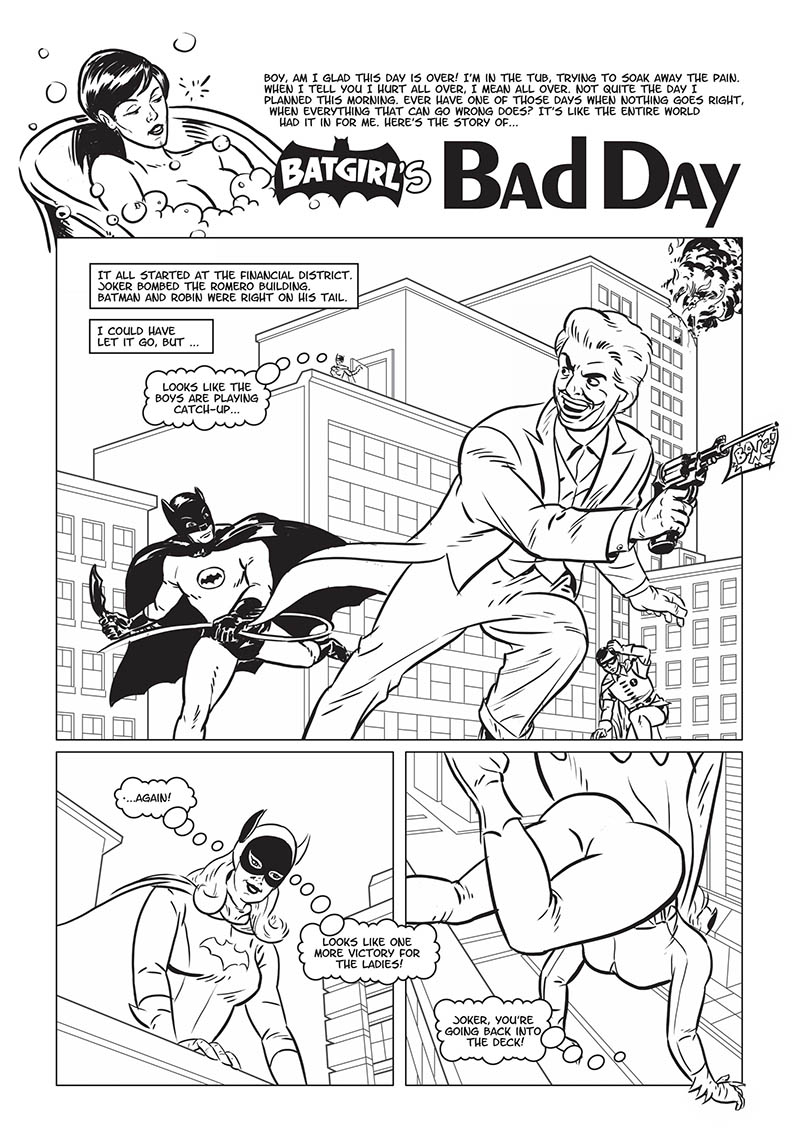 BOY, AM I GLAD THIS DAY IS OVER! I'M IN THE TUB, TRYING TO SOAK AWAY THE PAIN.
WHEN I TELL YOU I HURT ALL OVER, I MEAN ALL OVER. NOT QUITE THE DAY I
PLANNED THIS MORNING. EVER HAVE ONE OF THOSE DAYS WHEN NOTHING GOES RIGHT,
WHEN EVERYTHING THAT CAN GO WRONG DOES? IT'S LIKE THE ENTIRE WORLD
HAD IT IN FOR ME. HERE'S THE STORY OF...
BATGIRL'S BAD DAY
IT ALL STARTED AT THE FINANCIAL DISTRICT.
JOKER BOMBED THE ROMERO BUILDING.
BATMAN AND ROBIN WERE RIGHT ON HIS TAIL.
I COULD HAVE
LET IT GO, BUT ...
LOOKS LIKE THE
BOYS ARE PLAYING
CATCH-UP...
BANG!
...AGAIN!
LOOKS LIKE ONE
MORE VICTORY FOR
THE LADIES!
JOKER, YOU'RE
GOING BACK INTO
THE DECK!